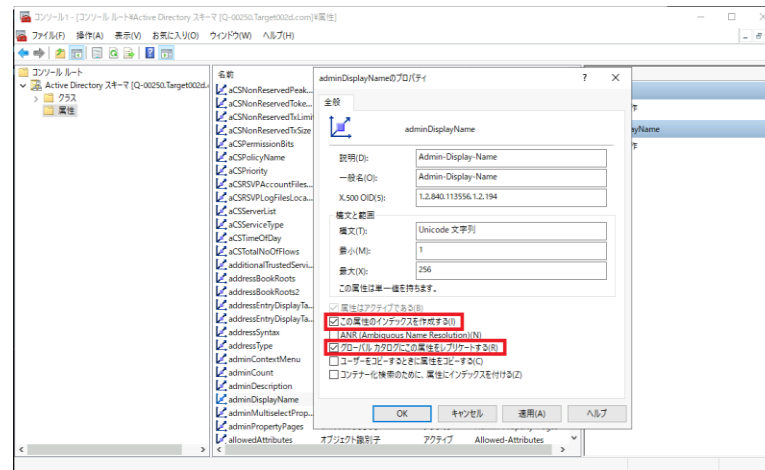 コンソール1 - [コンソール ルート¥Active Directory スキーマ [Q-00250.Target002d.com]¥属性]
ファイル(F) 操作(A) 表示(V) お気に入り(O) ウィンドウ(W) ヘルプ(H)
コンソール ルート
Active Directory スキーマ [Q-00250.Target002d.
クラス
属性
名前
aCSNonReservedPeak...
aCSNonReservedToke...
aCSNonReservedTxLimi
aCSNonReservedTxSize
aCSPermissionBits
aCSPolicyName
aCSPriority
aCSRSVPAccountFiles...
aCSRSVPLogFilesLoca...
aCSServerList
aCSServiceType
aCSTimeOfDay
aCSTotalNoOfFlows
additionalTrustedServi...
addressBookRoots
addressBookRoots2
addressEntryDisplayTa...
addressEntryDisplayTa...
addressSyntax
addressType
adminContextMenu
adminCount
adminDescription
adminDisplayName
adminMultiselectProp...
adminPropertyPages
allowedAttributes オブジェクト識別子 アクティブ Allowed-Attributes
adminDisplayNameのプロパティ ? ×
全般
adminDisplayName
説明(D): Admin-Display-Name
一般名(O): Admin-Display-Name
X.500 OID(5): 1.2.840.113556.1.2.194
構文と範囲
構文(T): Unicode 文字列
最小(M): 1
最大(X): 256
この属性は単一値を持ちます。
属性はアクティブである(B)
この属性のインデックスを作成する(I)
ANR (Ambiguous Name Resolution)(N)
グローバル カタログにこの属性をレプリケートする(R)
ユーザーをコピーするときに属性をコピーする(C)
コンテナー化検索のために、属性にインデックスを付ける(Z)
OK キャンセル 適用(A) ヘルプ
作
ayName
作